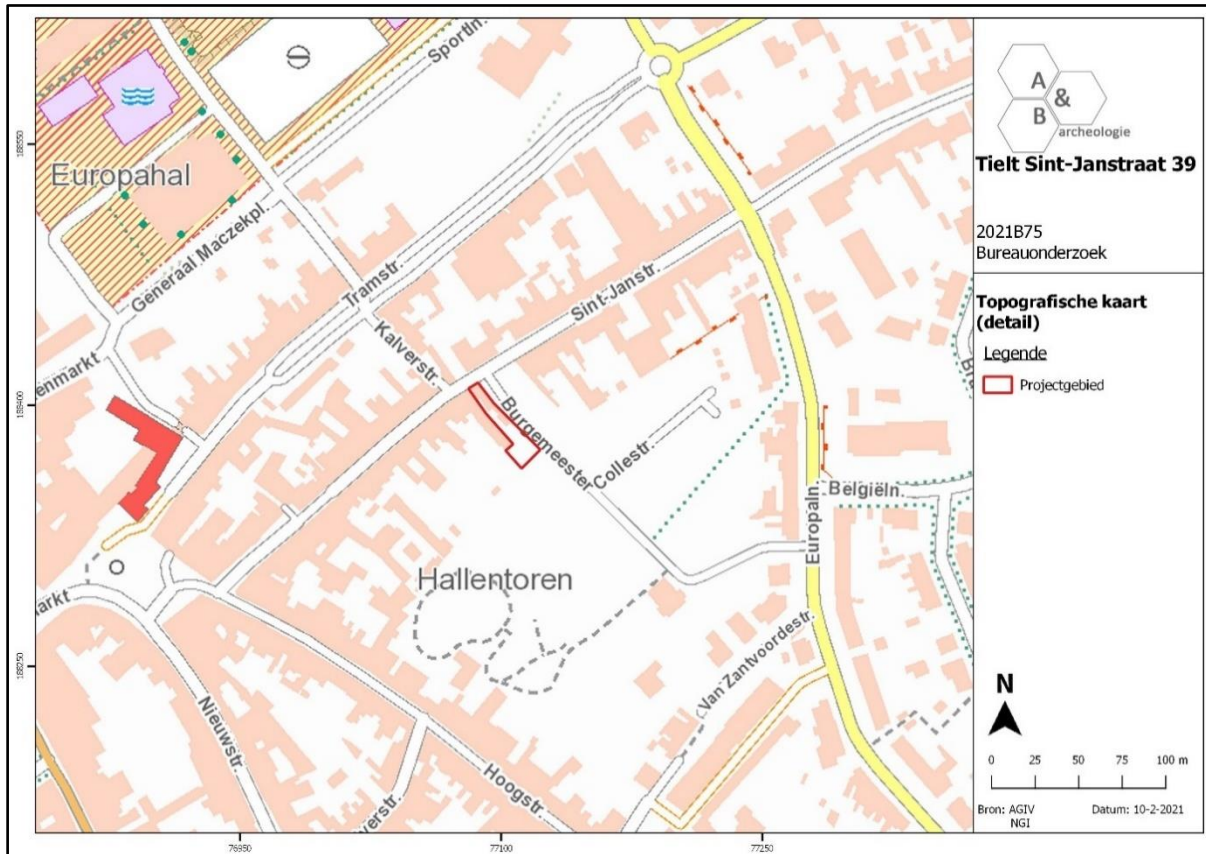 Sportln.
Europahal
Generaal Maczekpl.
Tramstr.
Sint-Janstr.
Kalverstr.
enmarkt
Burgemeester
Collestr.
Belgiëln.
Europaln.
Hallentoren
Van Zantvoordestr.
arkt
Nieuwstr.
Hoogstr.
verstr.
188550
188400
188250
76950
77100
77250
A
&
B
archeologie
Tielt Sint-Janstraat 39
2021B75
Bureauonderzoek
Topografische kaart
(detail)
Legende
Projectgebied
N
0 25 50 75 100 m
Bron: AGIV Datum: 10-2-2021
NGI